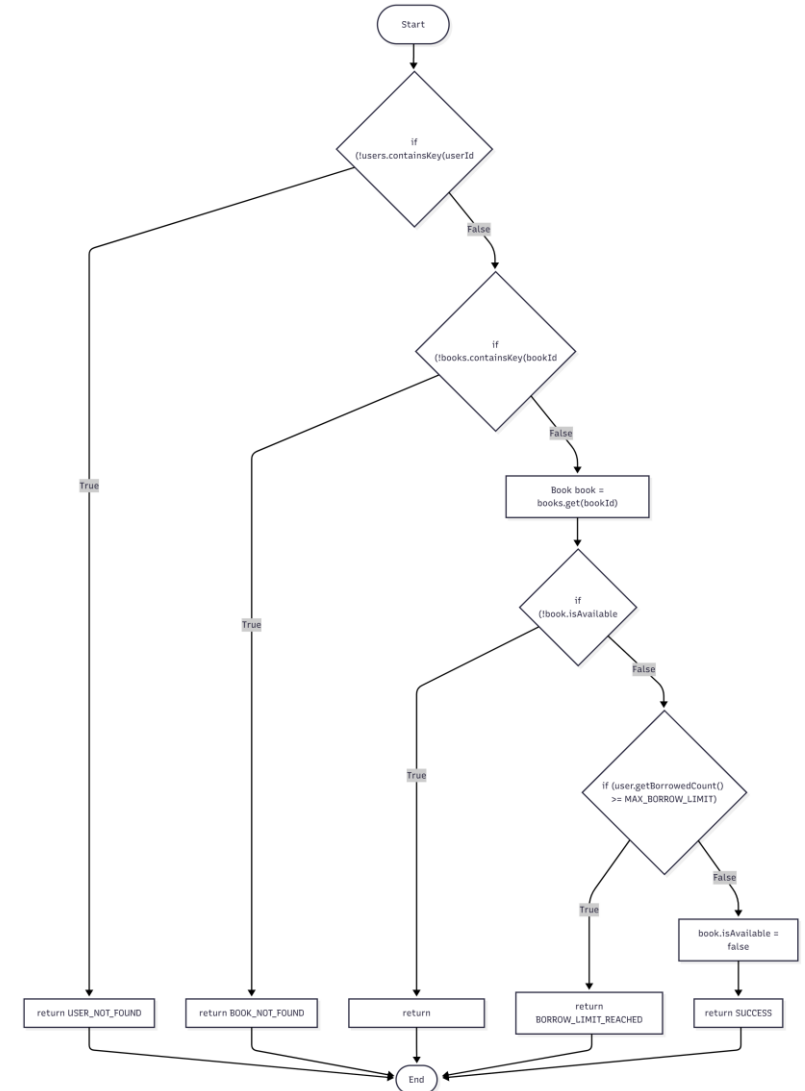 Start
if
(!users.containsKey(userId
False
if
(!books.containsKey(bookId
False
True
Book book =
books.get(bookId)
if
(!book.isAvailable
True
False
True
if (user.getBorrowedCount()
>= MAX_BORROW_LIMIT)
False
True
book.isAvailable =
false
return USER_NOT_FOUND
return BOOK_NOT_FOUND
return
return
BORROW_LIMIT_REACHED
return SUCCESS
End